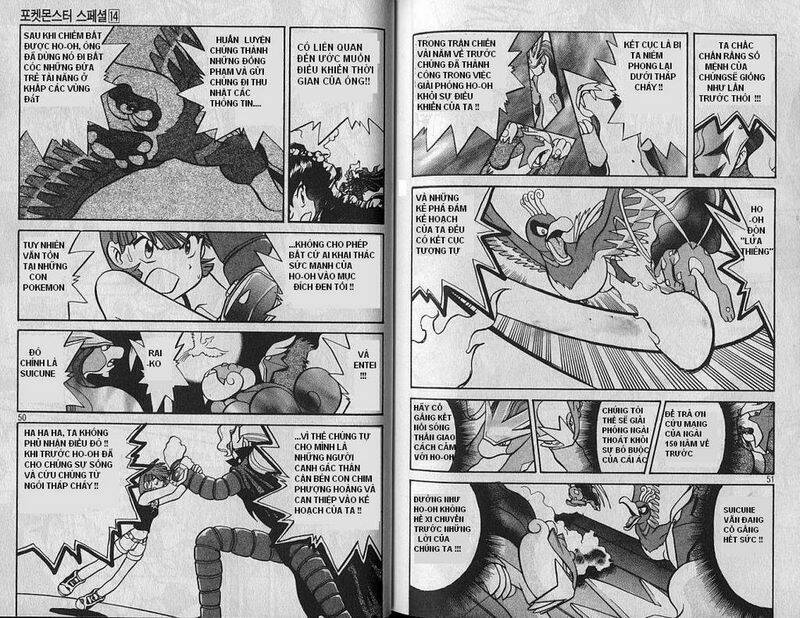 포켓몬스터 스페셜 14
SAU KHI CHIẾM BẮT
ĐƯỢC HO-OH, ÔNG
ĐÃ DÙNG NÓ ĐI BẮT
CÓC NHỮNG ĐỨA
TRẺ TÀI NĂNG Ở
KHẮP CÁC VÙNG
ĐẤT
HUẤN LUYỆN
CHÚNG THÀNH
NHỮNG ĐỒNG
PHẠM VÀ GỬI
CHÚNG ĐI THU
NHẶT CÁC
THÔNG TIN....
CÓ LIÊN QUAN
ĐẾN ƯỚC MUỐN
ĐIỀU KHIỂN THỜI
GIAN CỦA ÔNG!!
TUY NHIÊN
VẪN TỒN
TẠI NHỮNG
CON
POKEMON
...KHÔNG CHO PHÉP
BẤT CỨ AI KHAI THÁC
SỨC MẠNH CỦA
HO-OH VÀO MỤC
ĐÍCH ĐEN TỐI !!
ĐÓ
CHÍNH LÀ
SUICUNE
RAI
-KO
VÀ
ENTEI
!!!
50
HA HA HA, TA KHÔNG
PHỦ NHẬN ĐIỀU ĐÓ !!
KHI TRƯỚC HO-OH ĐÃ
CHO CHÚNG SỰ SỐNG
VÀ CỨU CHÚNG TỪ
NGÔI THÁP CHÁY !!
...VÌ THẾ CHÚNG TỰ
CHO MÌNH LÀ
NHỮNG NGƯỜI
CANH GÁC THÂN
CẬN BÊN CON CHIM
PHƯỢNG HOÀNG VÀ
CAN THIỆP VÀO KẾ
HOẠCH CỦA TA !!
TRONG TRẬN CHIẾN
VÀI NĂM VỀ TRƯỚC
CHÚNG ĐÃ THÀNH
CÔNG TRONG VIỆC
GIẢI PHÓNG HO-OH
KHỎI SỰ ĐIỀU
KHIỂN CỦA TA !!
KẾT CỤC LÀ BỊ
TA NIÊM
PHONG LẠI
DƯỚI THÁP
CHÁY !!
TA CHẮC
CHẮN RẰNG SỐ
MỆNH CỦA
CHÚNGSẼ GIỐNG
NHƯ LẦN
TRƯỚC THÔI !!!
VÀ NHỮNG
KẺ PHÁ ĐÁM
KẾ HOẠCH
CỦA TA ĐỀU
CÓ KẾT CỤC
TƯƠNG TỰ
HO
-OH
ĐÒN
"LỬA
THIÊNG"
HÃY CỐ
GẮNG KẾT
NỐI SÓNG
THẦN GIAO
CÁCH CẢM
VỚI HO-OH
CHÚNG TÔI
THỀ SẼ GIẢI
PHÓNG NGÀI
THOÁT KHỎI
SỰ BÓ BUỘC
CỦA CÁI ÁC
ĐỂ TRẢ ƠN
CỨU MẠNG
CỦA NGÀI
150 NĂM VỀ
TRƯỚC
51
DƯỜNG NHƯ
HO-OH KHÔNG
HỀ XI CHUYỂN
TRƯỚC NHỮNG
LỜI CỦA
CHÚNG TA !!!
SUICUNE
VẪN ĐANG
CỐ GẮNG
HẾT SỨC !!